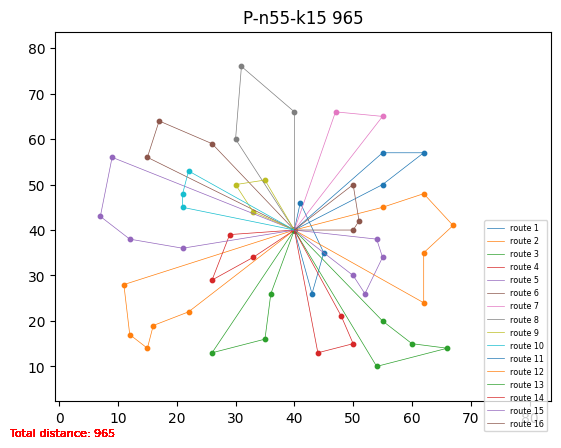 P-n55-k15 965
80
70
60
50
40
30
20
10
0 10 20 30 40 50 60 70 80
route 1
route 2
route 3
route 4
route 5
route 6
route 7
route 8
route 9
route 10
route 11
route 12
route 13
route 14
route 15
route 16
Total distance: 965